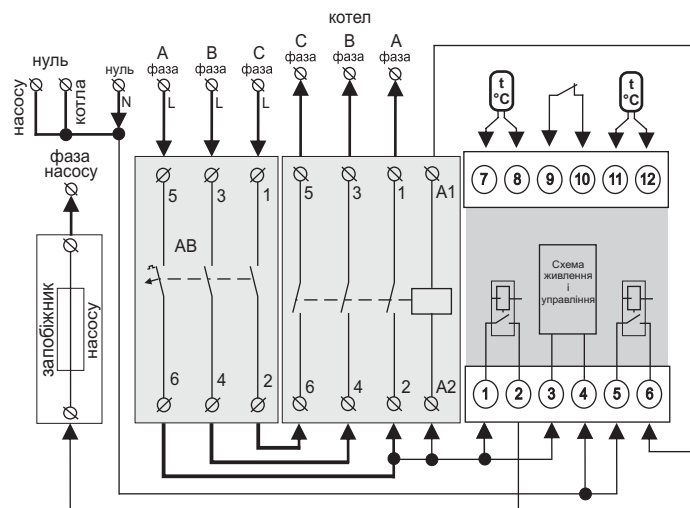 котел
нуль
насосу
котла
нуль
N
A
фаза
B
фаза
C
фаза
C
фаза
B
фаза
A
фаза
L
L
L
t
°C
t
°C
фаза
насосу
7
8
9
10
11
12
5
3
1
5
3
1
A1
AB
запобіжник
насосу
Схема
живлення
і
управління
6
4
2
6
4
2
A2
1
2
3
4
5
6